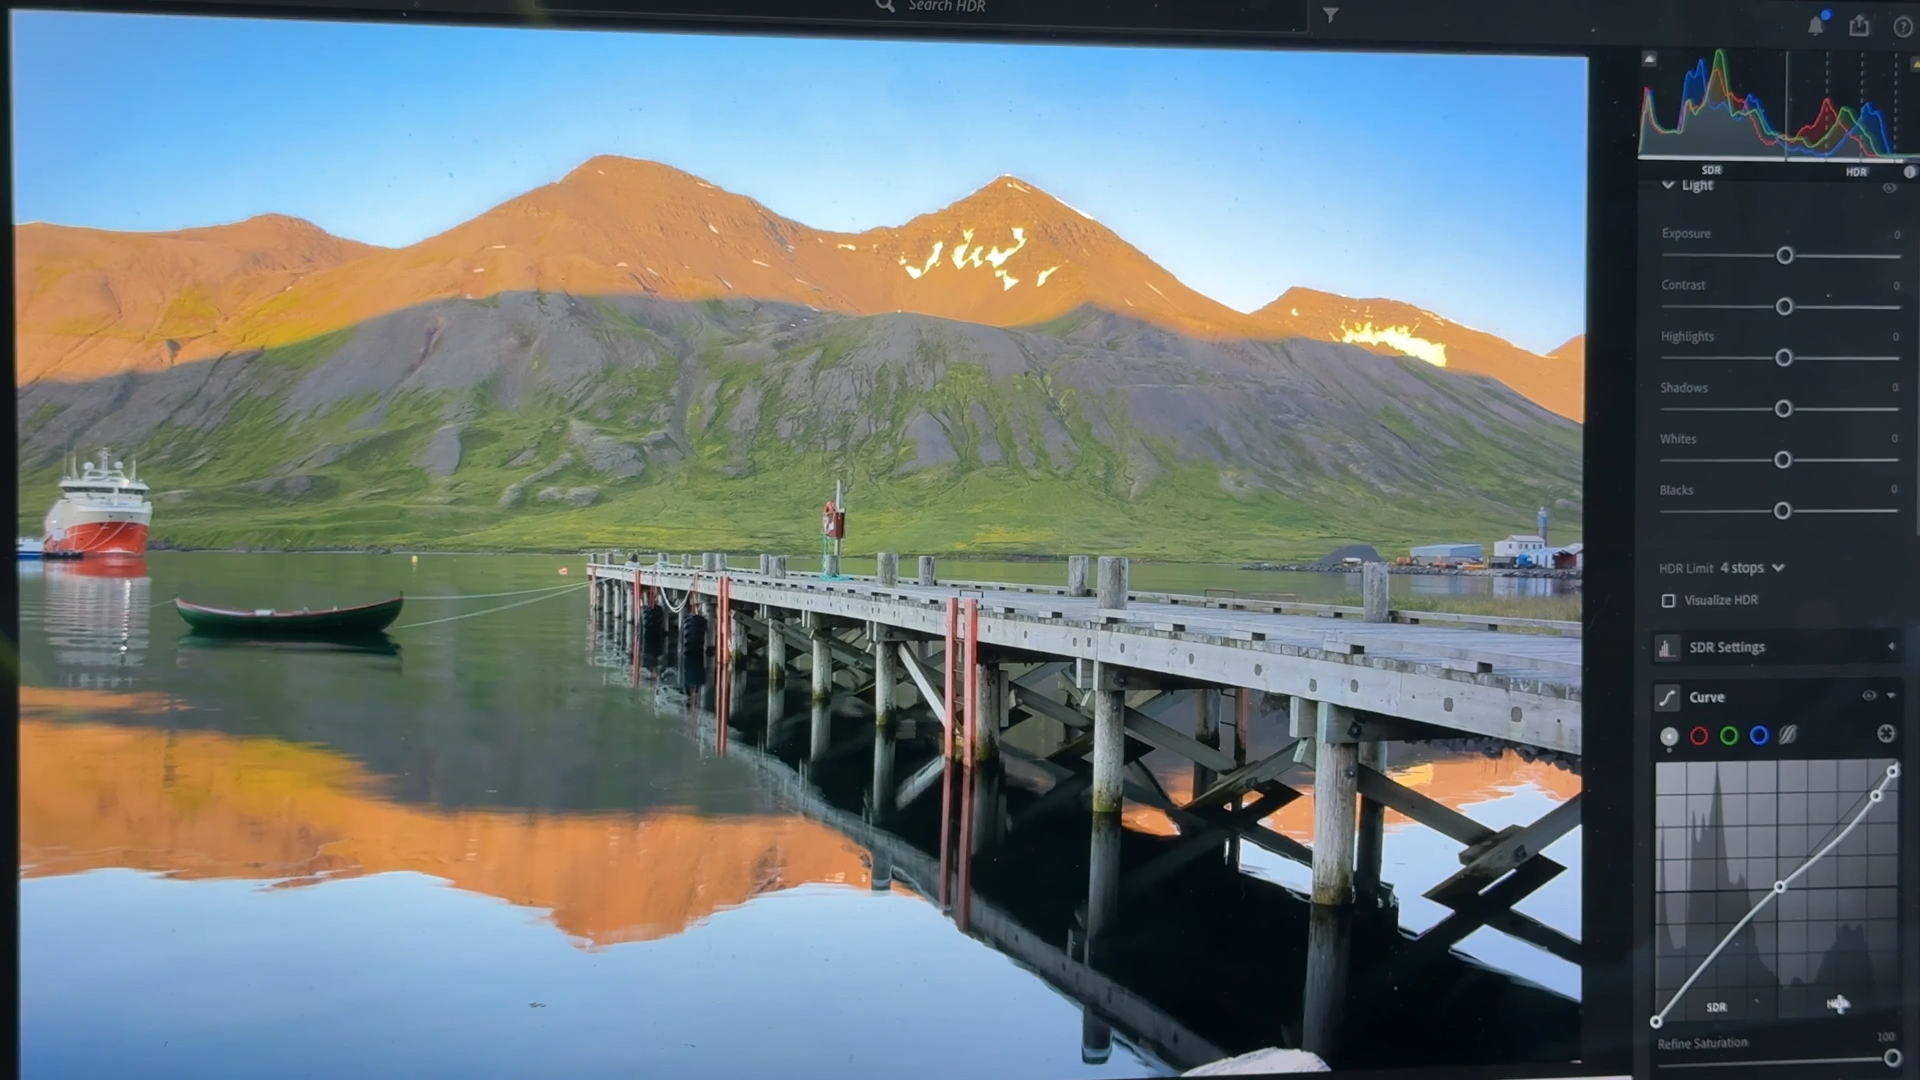 Search HDR
SDR HDR
Light
Exposure 0
Contrast 0
Highlights 0
Shadows 0
Whites 0
Blacks 0
HDR Limit 4 stops
Visualize HDR
SDR Settings
Curve
SDR
Refine Saturation 100